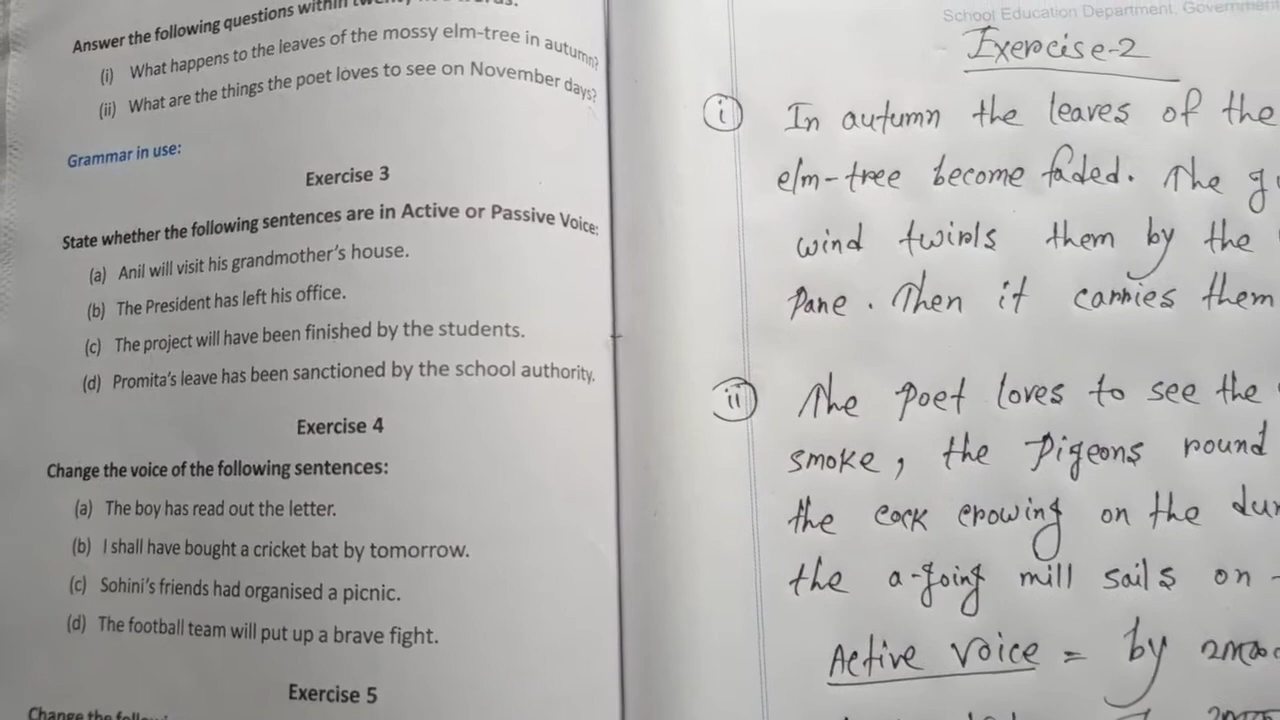 Answer the following questions within
(i) What happens to the leaves of the mossy elm-tree in autumn?
(ii) What are the things the poet loves to see on November days?
Grammar in use:
Exercise 3
State whether the following sentences are in Active or Passive Voice:
(a) Anil will visit his grandmother's house.
(b) The President has left his office.
(c) The project will have been finished by the students.
(d) Promita's leave has been sanctioned by the school authority.
Exercise 4
Change the voice of the following sentences:
(a) The boy has read out the letter.
(b) I shall have bought a cricket bat by tomorrow.
(c) Sohini's friends had organised a picnic.
(d) The football team will put up a brave fight.
Exercise 5
Change the
School Education Department, Government
Exercise-2
i In autumn the leaves of the
elm-tree become faded. The
wind twirls them by the
pane. Then it carries them
ii The poet loves to see the
smoke, the pigeons round
the cock crowing on the
the a-going mill sails on
Active voice = by